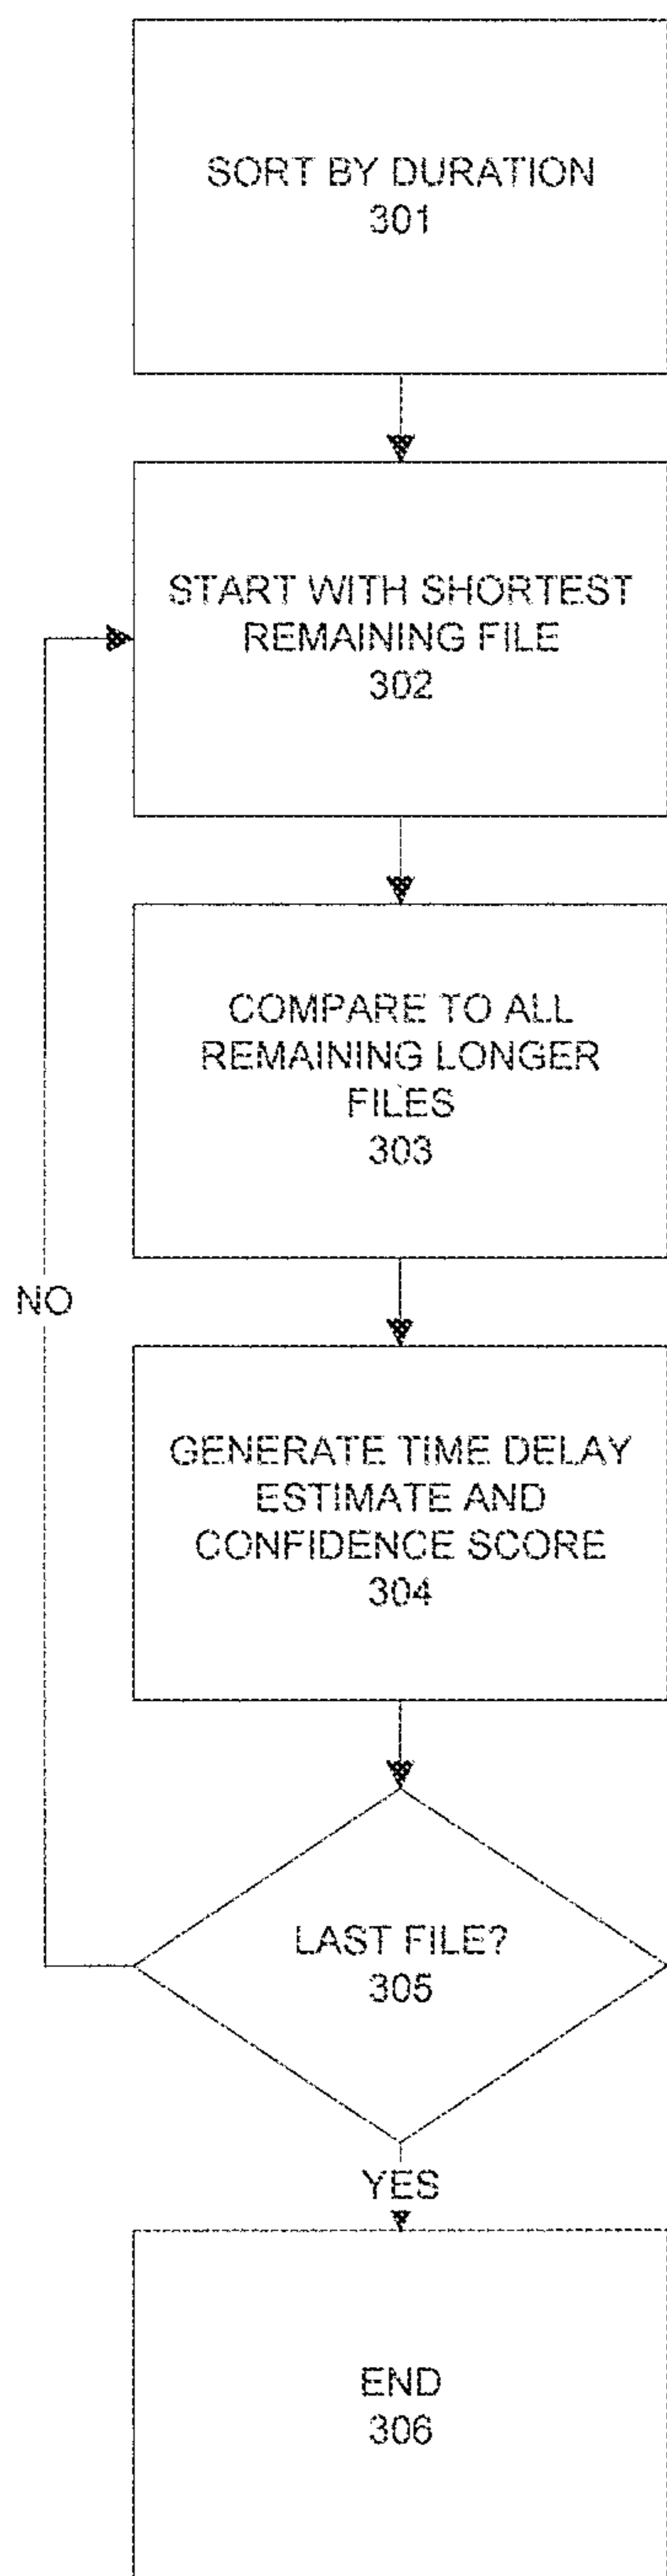 SORT BY DURATION
301
START WITH SHORTEST
REMAINING FILE
302
COMPARE TO ALL
REMAINING LONGER
FILES
303
NO
GENERATE TIME DELAY
ESTIMATE AND
CONFIDENCE SCORE
304
LAST FILE?
305
YES
END
306